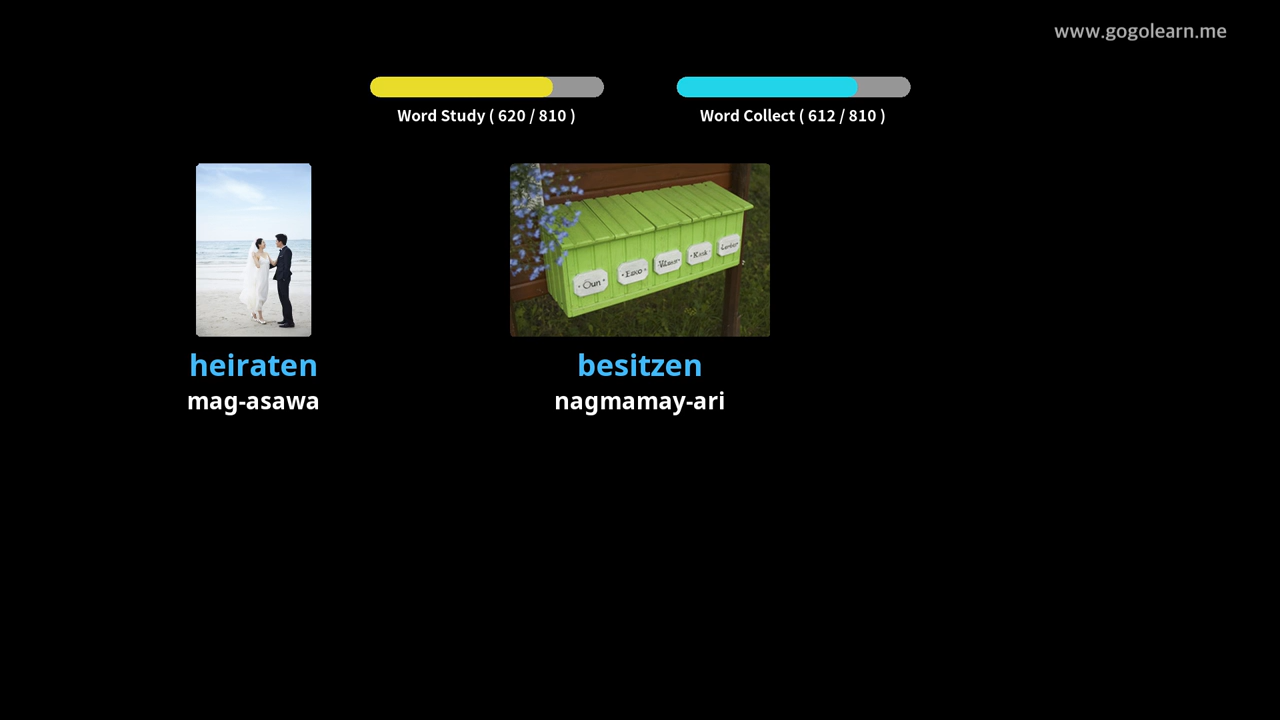 www.gogolearn.me
Word Study ( 620 / 810 )
Word Collect ( 612 / 810 )
heiraten
mag-asawa
besitzen
nagmamay-ari